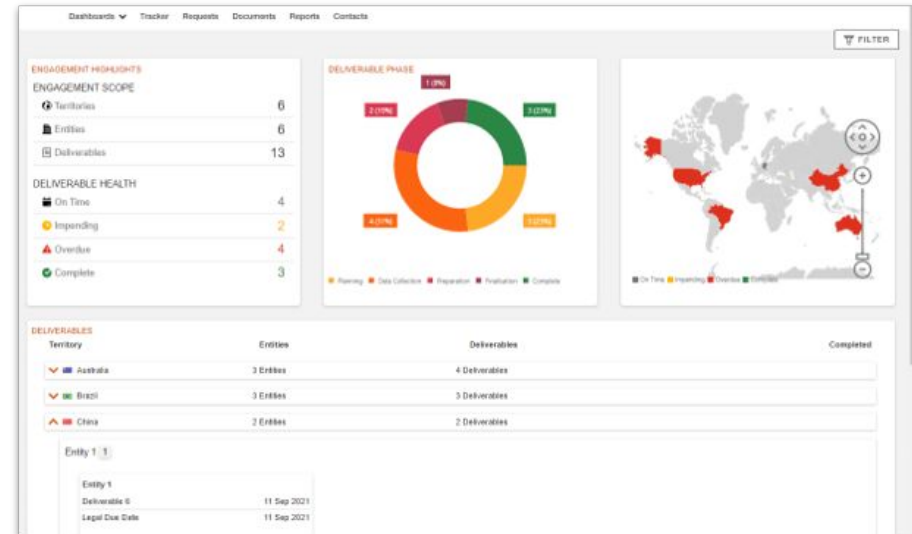 Dashboards Tracker Requests Documents Reports Contacts
FILTER
ENGAGEMENT HIGHLIGHTS
ENGAGEMENT SCOPE
Territories 6
Entities 6
Deliverables 13
DELIVERABLE HEALTH
On Time 4
Impending 2
Overdue 4
Complete 3
DELIVERABLE PHASE
1 (8%)
2 (15%)
3 (23%)
4 (31%)
3 (23%)
Planning Data Collection Preparation Finalisation Complete
On Time Impending Overdue Complete
DELIVERABLES
Territory Entities Deliverables Completed
Australia 3 Entities 4 Deliverables
Brazil 3 Entities 3 Deliverables
China 2 Entities 2 Deliverables
Entity 1 1
Entity 1
Deliverable 6 11 Sep 2021
Legal Due Date 11 Sep 2021